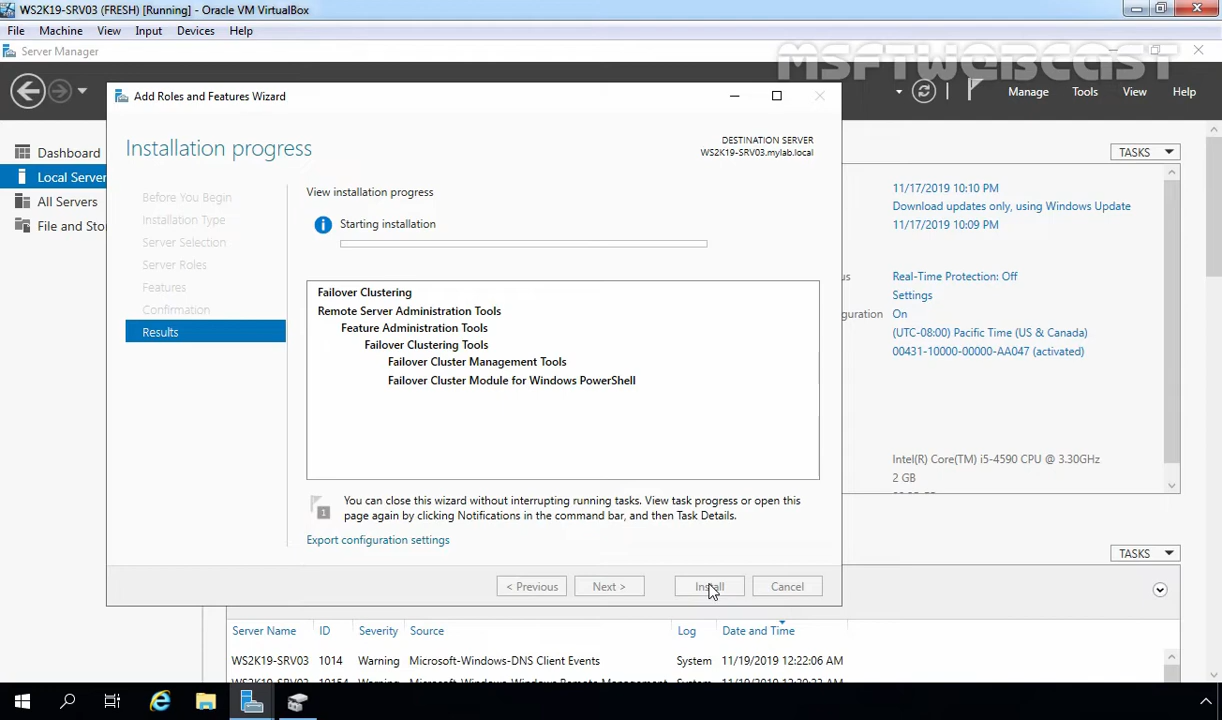 WS2K19-SRV03 (FRESH) [Running] - Oracle VM VirtualBox
File Machine View Input Devices Help
Server Manager
MSFTWEBCAST
Manage Tools View Help
Add Roles and Features Wizard
Installation progress
DESTINATION SERVER
WS2K19-SRV03.mylab.local
Dashboard
Local Server
All Servers
File and Sto
Before You Begin
Installation Type
Server Selection
Server Roles
Features
Confirmation
Results
View installation progress
Starting installation
Failover Clustering
Remote Server Administration Tools
Feature Administration Tools
Failover Clustering Tools
Failover Cluster Management Tools
Failover Cluster Module for Windows PowerShell
1
You can close this wizard without interrupting running tasks. View task progress or open this
page again by clicking Notifications in the command bar, and then Task Details.
Export configuration settings
< Previous Next > Install Cancel
TASKS
11/17/2019 10:10 PM
Download updates only, using Windows Update
11/17/2019 10:09 PM
us Real-Time Protection: Off
Settings
guration On
(UTC-08:00) Pacific Time (US & Canada)
00431-10000-00000-AA047 (activated)
Intel(R) Core(TM) i5-4590 CPU @ 3.30GHz
2 GB
TASKS
Server Name ID Severity Source Log Date and Time
WS2K19-SRV03 1014 Warning Microsoft-Windows-DNS Client Events System 11/19/2019 12:22:06 AM